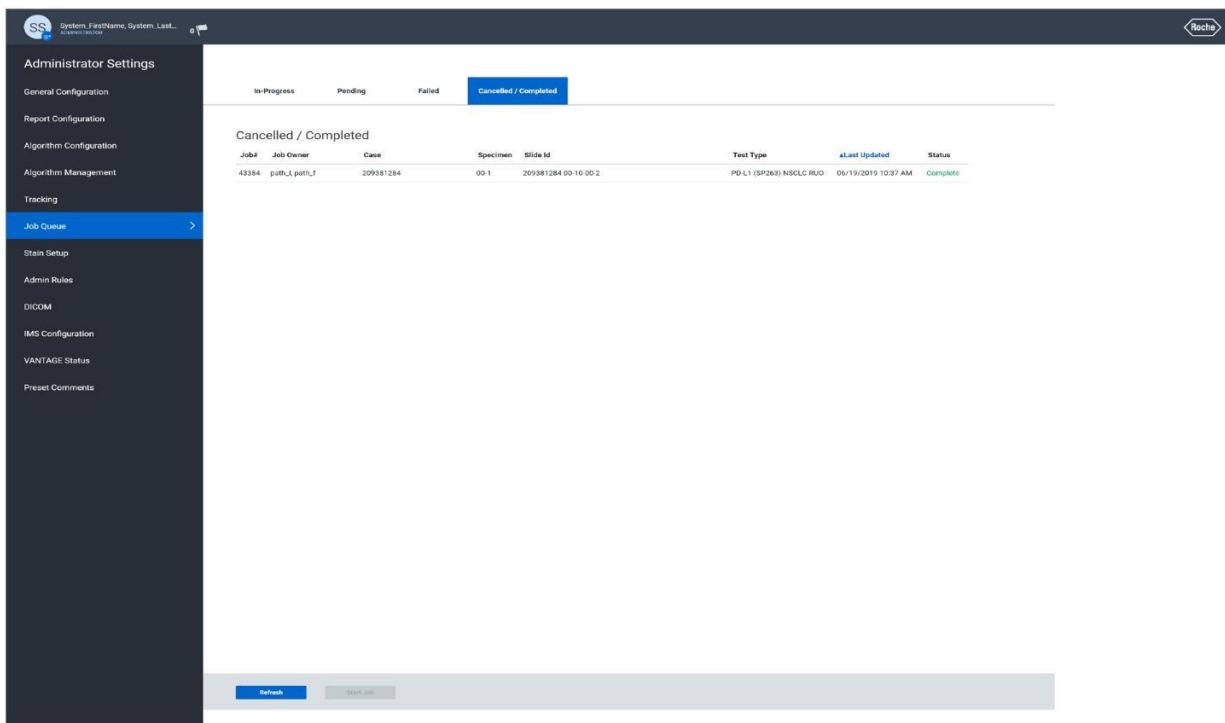 SS System_FirstName, System_Last... 0
ADMINISTRATOR
Roche
Administrator Settings
General Configuration
Report Configuration
Algorithm Configuration
Algorithm Management
Tracking
Job Queue
Stain Setup
Admin Rules
DICOM
IMS Configuration
VANTAGE Status
Preset Comments
In-Progress Pending Failed Cancelled / Completed
Cancelled / Completed
Job# Job Owner Case Specimen Slide Id Test Type ▲Last Updated Status
43384 path_l, path_f 209381284 00-1 209381284 00-10-00-2 PD-L1 (SP263) NSCLC RUO 06/19/2019 10:37 AM Complete
Refresh Start Job